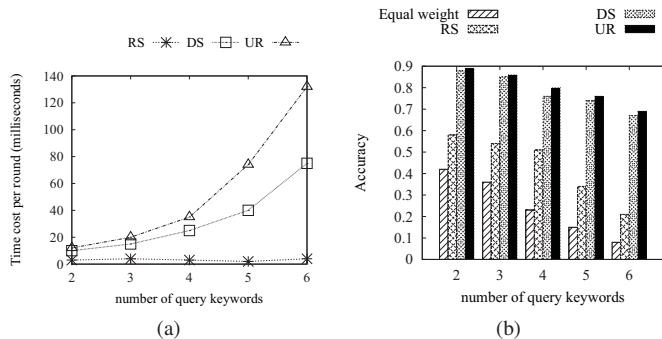 RS DS UR
140
120
100
80
60
40
20
0
2 3 4 5 6
Time cost per round (milliseconds)
number of query keywords
(a)
Equal weight DS
RS UR
0.9
0.8
0.7
0.6
0.5
0.4
0.3
0.2
0.1
0
2 3 4 5 6
Accuracy
number of query keywords
(b)